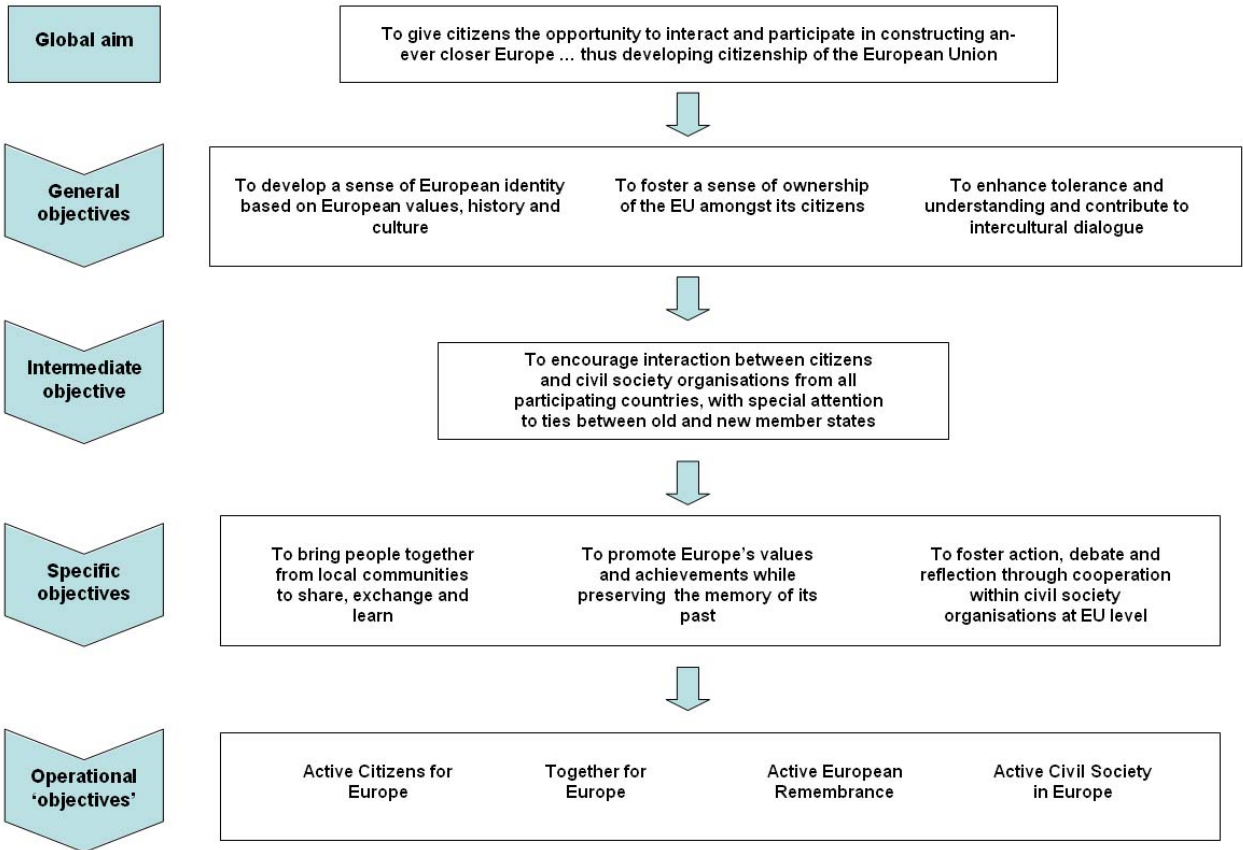 Global aim
To give citizens the opportunity to interact and participate in constructing an-
ever closer Europe ... thus developing citizenship of the European Union
General
objectives
To develop a sense of European identity
based on European values, history and
culture
To foster a sense of ownership
of the EU amongst its citizens
To enhance tolerance and
understanding and contribute to
intercultural dialogue
Intermediate
objective
To encourage interaction between citizens
and civil society organisations from all
participating countries, with special attention
to ties between old and new member states
Specific
objectives
To bring people together
from local communities
to share, exchange and
learn
To promote Europe's values
and achievements while
preserving the memory of its
past
To foster action, debate and
reflection through cooperation
within civil society
organisations at EU level
Operational
'objectives'
Active Citizens for
Europe
Together for
Europe
Active European
Remembrance
Active Civil Society
in Europe